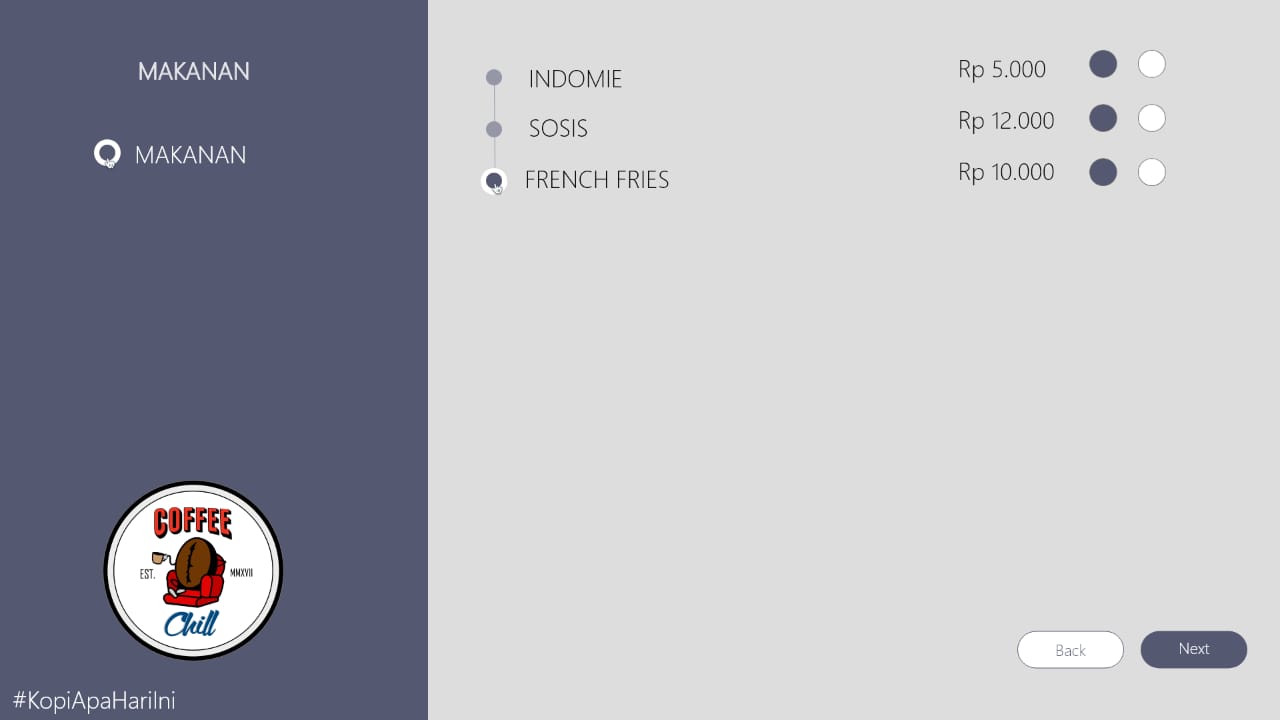 MAKANAN
MAKANAN
INDOMIE Rp 5.000
SOSIS Rp 12.000
FRENCH FRIES Rp 10.000
COFFEE
EST. MMXVII
Chill
Back Next
#KopiApaHariIni